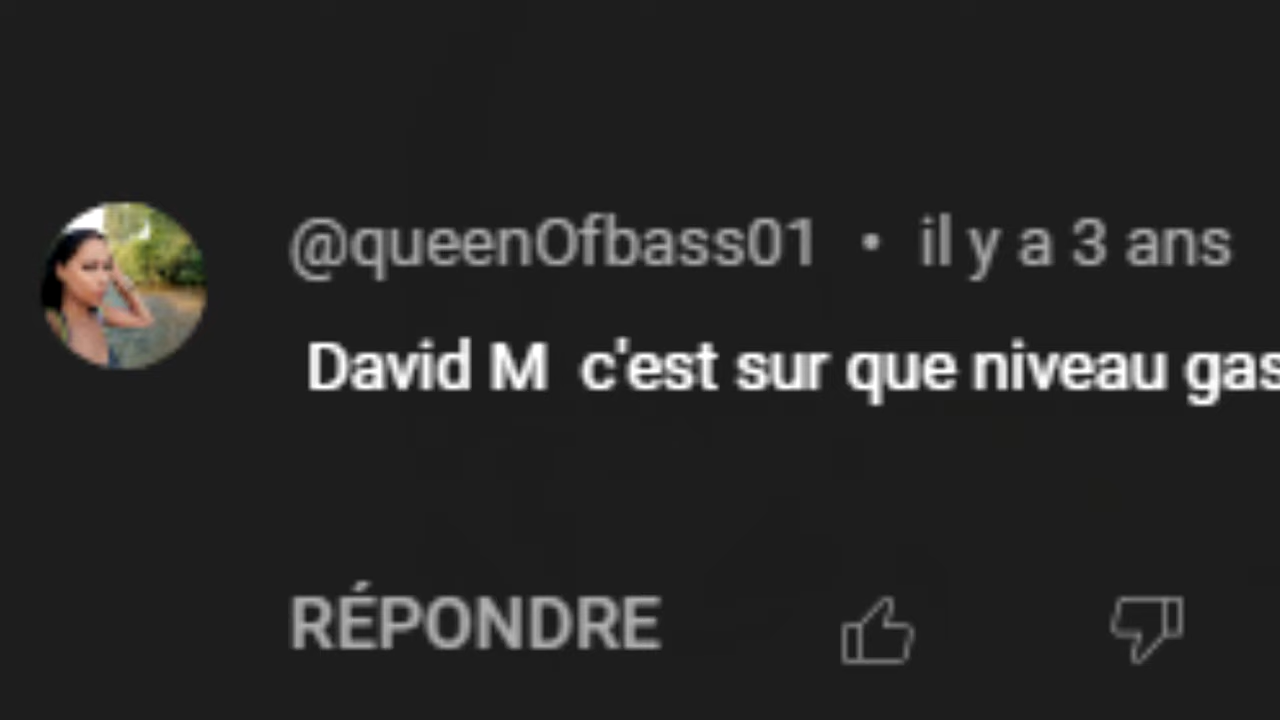 @queenOfbass01 • il y a 3 ans
David M c'est sur que niveau gas
RÉPONDRE